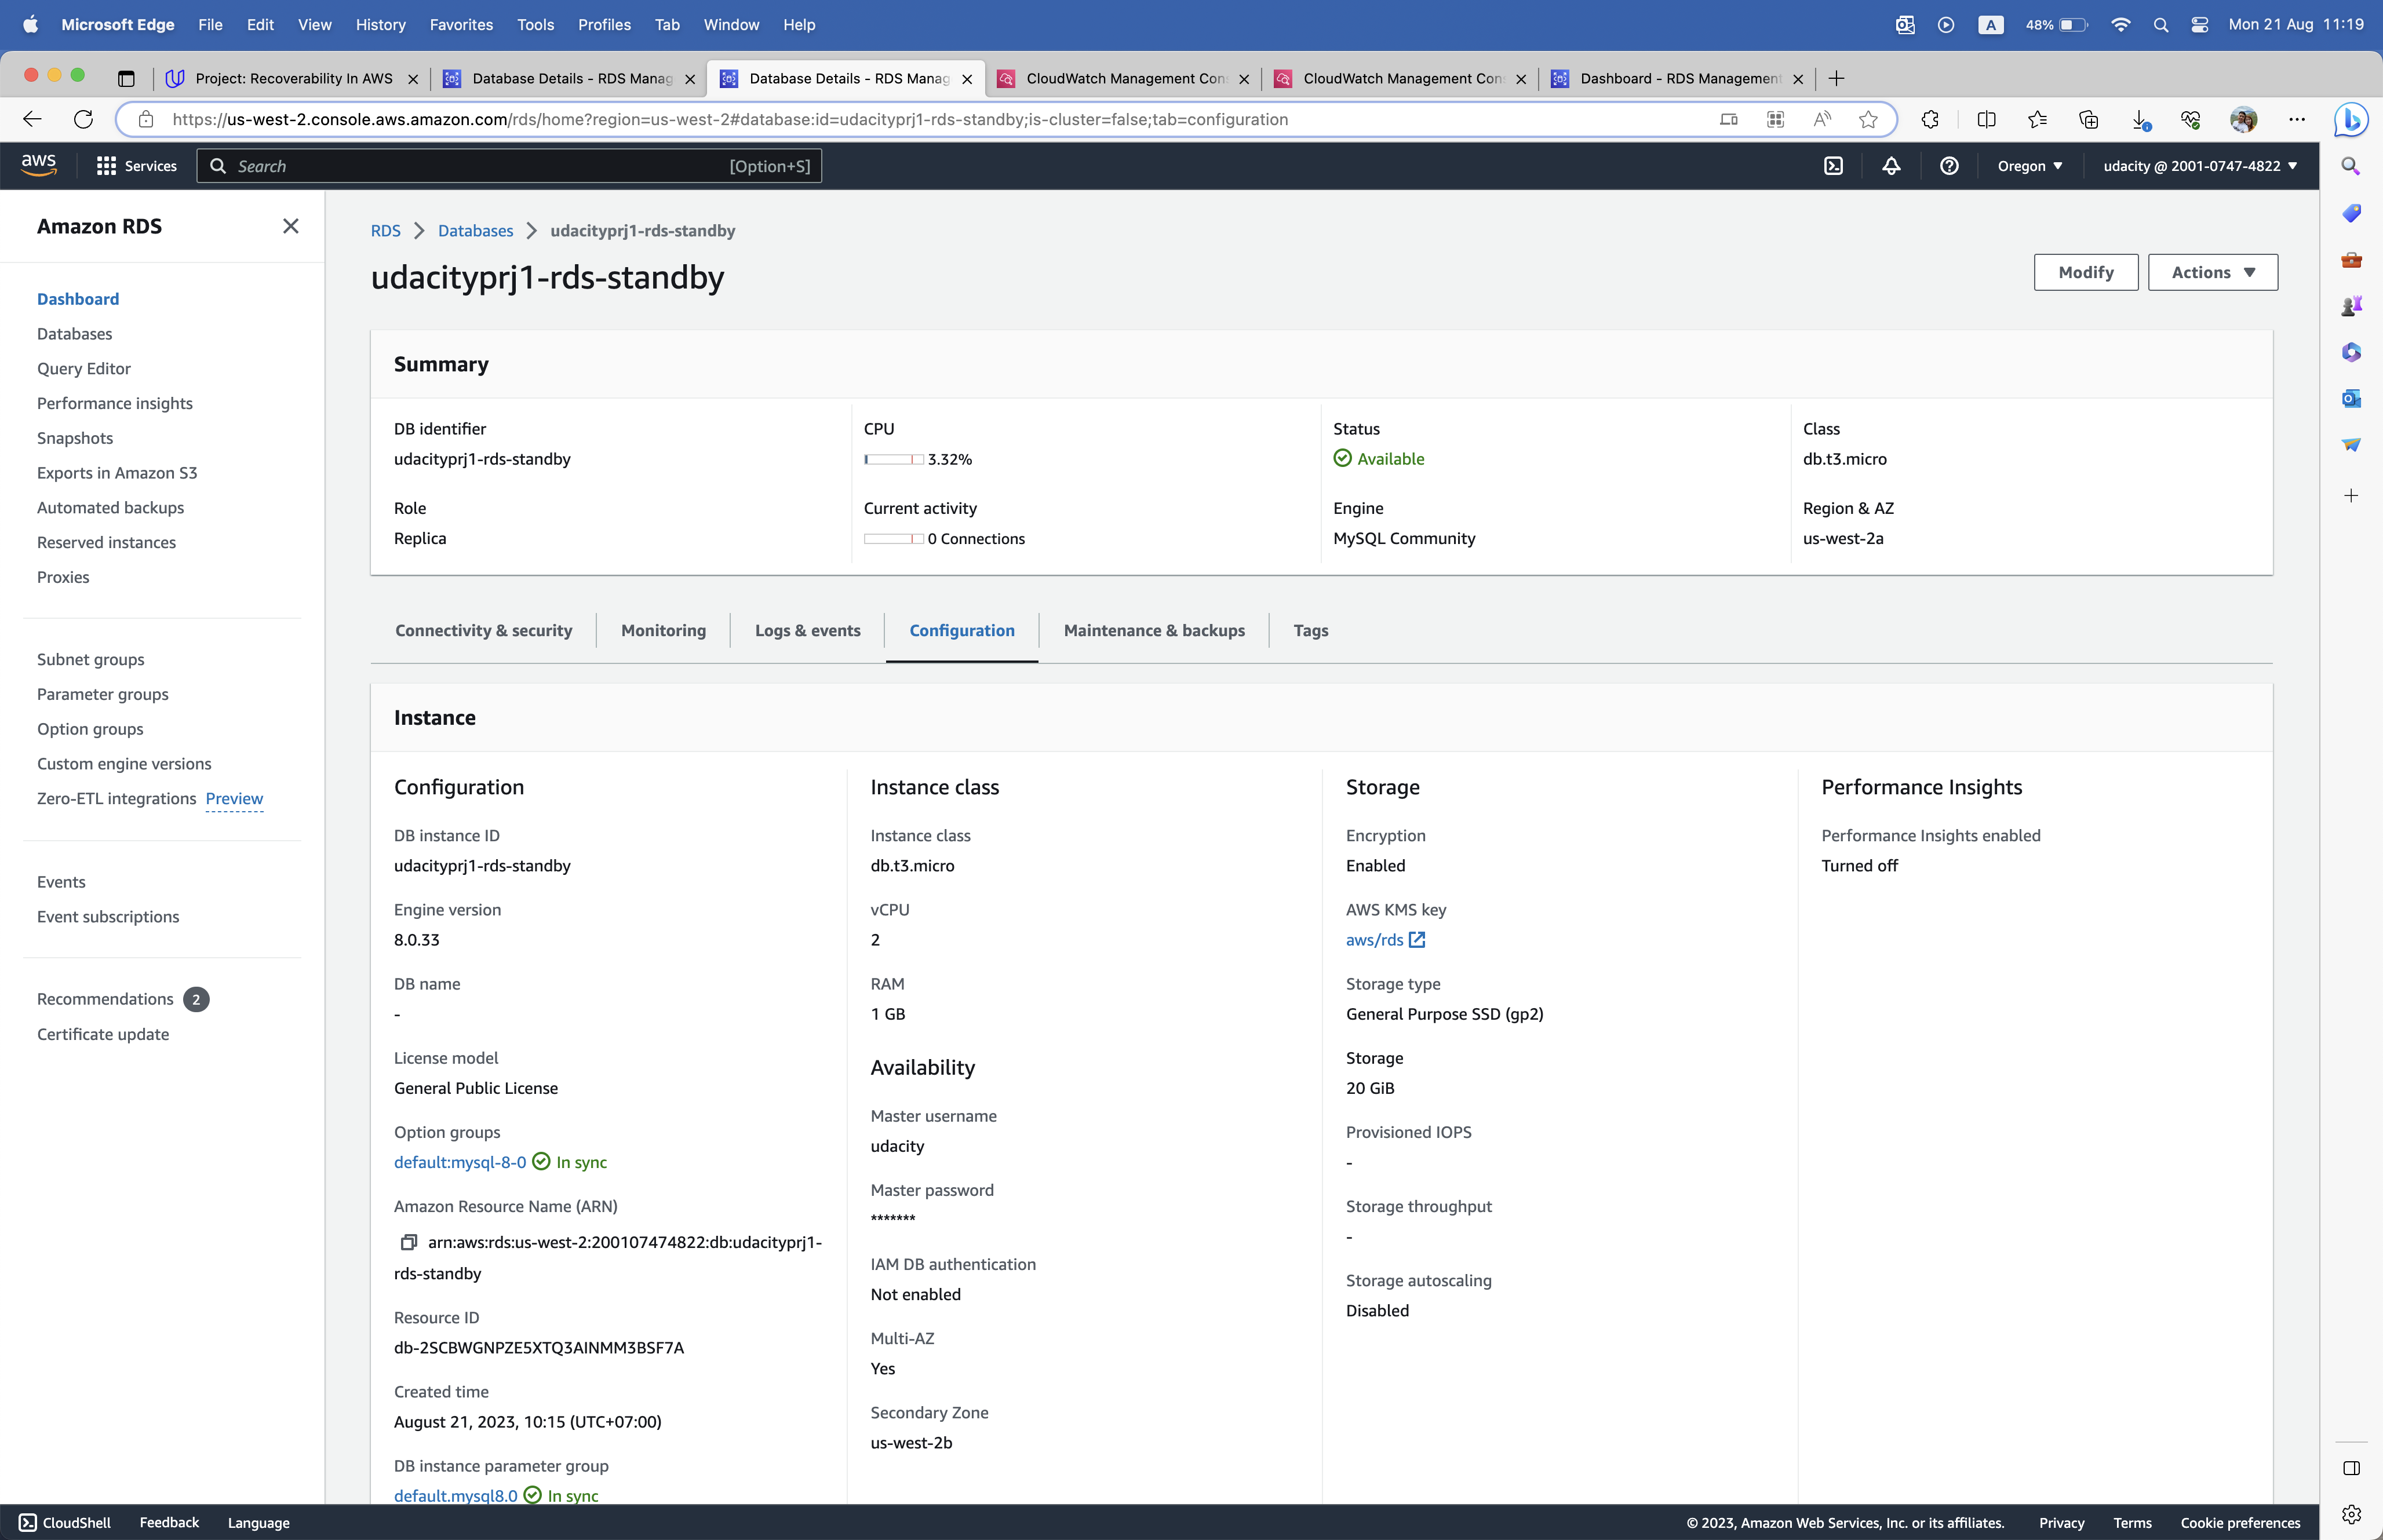 Microsoft Edge File Edit View History Favorites Tools Profiles Tab Window Help A 48% Mon 21 Aug 11:19
Project: Recoverability In AWS Database Details - RDS Manag Database Details - RDS Manag CloudWatch Management Con CloudWatch Management Con Dashboard - RDS Management
https://us-west-2.console.aws.amazon.com/rds/home?region=us-west-2#database:id=udacityprj1-rds-standby;is-cluster=false;tab=configuration
aws Services Search [Option+S] Oregon udacity @ 2001-0747-4822
Amazon RDS
Dashboard
Databases
Query Editor
Performance insights
Snapshots
Exports in Amazon S3
Automated backups
Reserved instances
Proxies
Subnet groups
Parameter groups
Option groups
Custom engine versions
Zero-ETL integrations Preview
Events
Event subscriptions
Recommendations 2
Certificate update
RDS Databases udacityprj1-rds-standby
udacityprj1-rds-standby
Modify Actions
Summary
DB identifier
udacityprj1-rds-standby
Role
Replica
CPU
3.32%
Current activity
0 Connections
Status
Available
Engine
MySQL Community
Class
db.t3.micro
Region & AZ
us-west-2a
Connectivity & security Monitoring Logs & events Configuration Maintenance & backups Tags
Instance
Configuration
DB instance ID
udacityprj1-rds-standby
Engine version
8.0.33
DB name
-
License model
General Public License
Option groups
default:mysql-8-0 In sync
Amazon Resource Name (ARN)
arn:aws:rds:us-west-2:200107474822:db:udacityprj1-
rds-standby
Resource ID
db-2SCBWGNPZE5XTQ3AINMM3BSF7A
Created time
August 21, 2023, 10:15 (UTC+07:00)
DB instance parameter group
default.mysql8.0 In sync
Instance class
Instance class
db.t3.micro
vCPU
2
RAM
1 GB
Availability
Master username
udacity
Master password
*******
IAM DB authentication
Not enabled
Multi-AZ
Yes
Secondary Zone
us-west-2b
Storage
Encryption
Enabled
AWS KMS key
aws/rds
Storage type
General Purpose SSD (gp2)
Storage
20 GiB
Provisioned IOPS
-
Storage throughput
-
Storage autoscaling
Disabled
Performance Insights
Performance Insights enabled
Turned off
CloudShell Feedback Language © 2023, Amazon Web Services, Inc. or its affiliates. Privacy Terms Cookie preferences